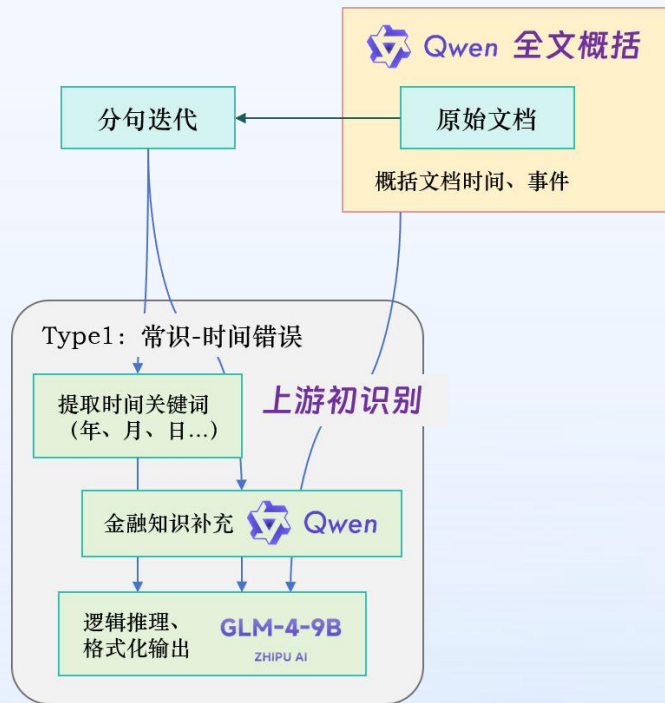 Qwen 全文概括
分句迭代
原始文档
概括文档时间、事件
Type1: 常识-时间错误
提取时间关键词
(年、月、日...)
上游初识别
金融知识补充 Qwen
逻辑推理、
格式化输出
GLM-4-9B
ZHIPU AI